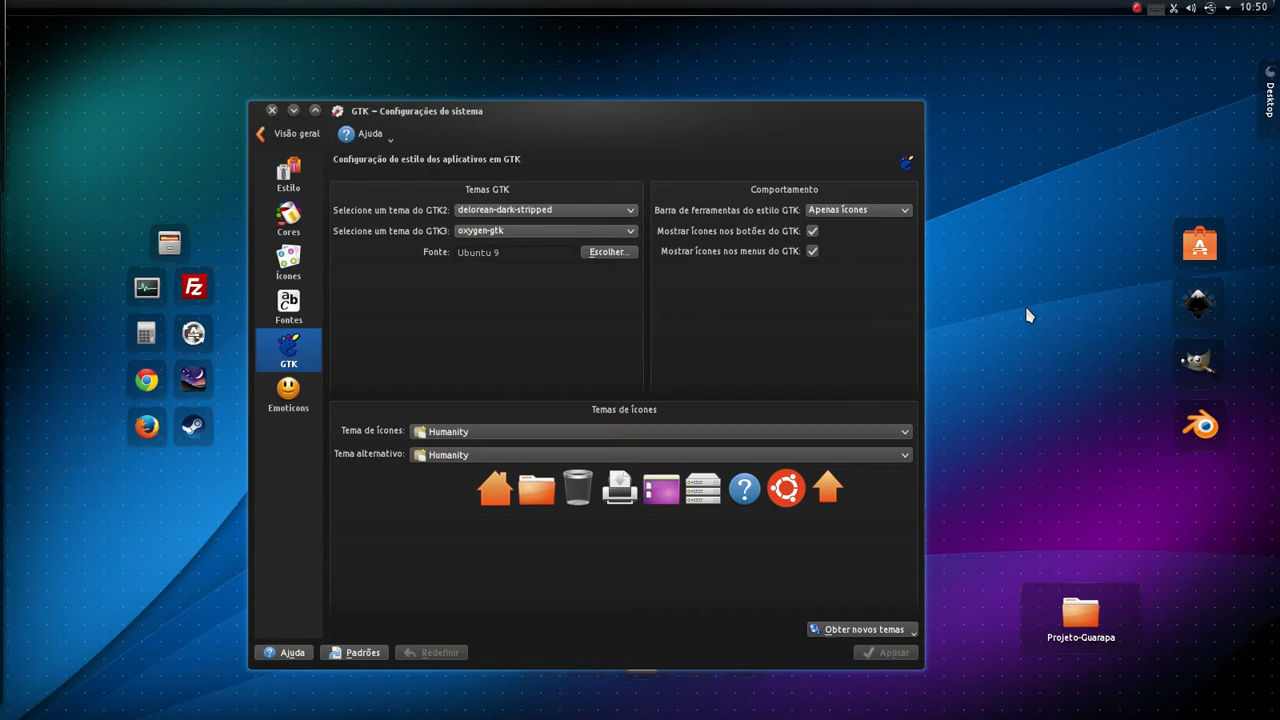 10:50
Desktop
GTK – Configurações do sistema
Visão geral
Ajuda
Configuração do estilo dos aplicativos em GTK
Estilo
Cores
Ícones
abc
Fontes
GTK
Emoticons
Temas GTK
Selecione um tema do GTK2: delorean-dark-stripped
Selecione um tema do GTK3: oxygen-gtk
Fonte: Ubuntu 9 Escolher...
Comportamento
Barra de ferramentas do estilo GTK: Apenas ícones
Mostrar ícones nos botões do GTK:
Mostrar ícones nos menus do GTK:
Temas de ícones
Tema de ícones: Humanity
Tema alternativo: Humanity
Obter novos temas
Ajuda Padrões Redefinir Aplicar
Fz
Projeto-Guarapa